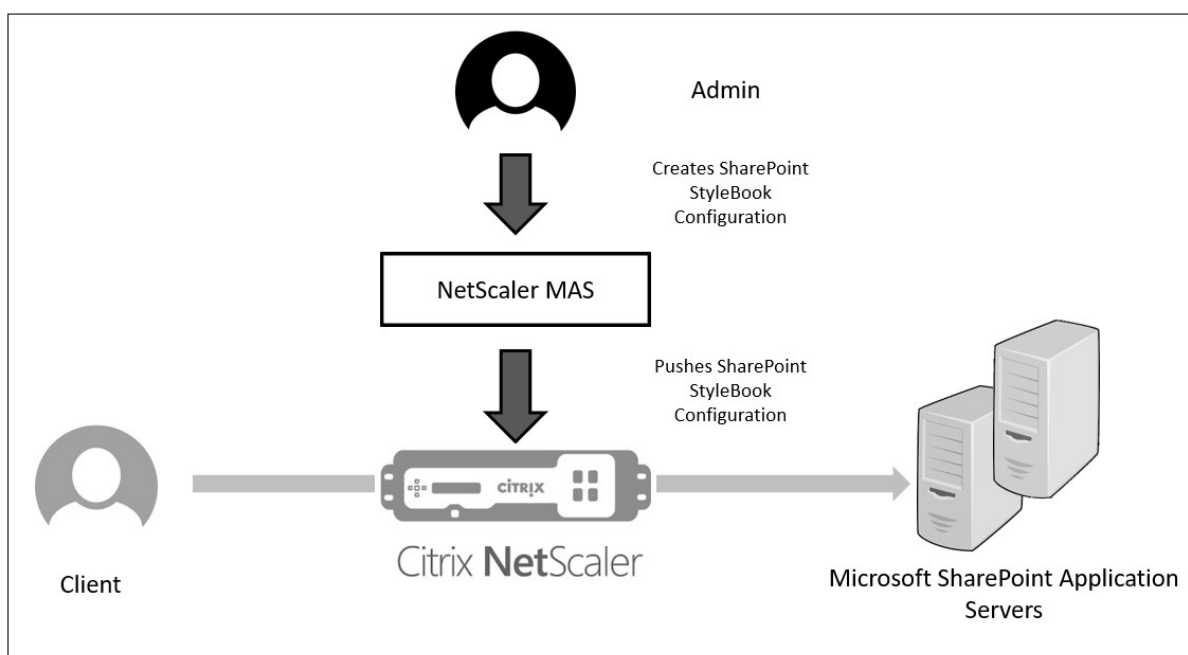 Admin
Creates SharePoint
StyleBook
Configuration
NetScaler MAS
Pushes SharePoint
StyleBook
Configuration
CITRIX
Citrix NetScaler
Client
Microsoft SharePoint Application
Servers